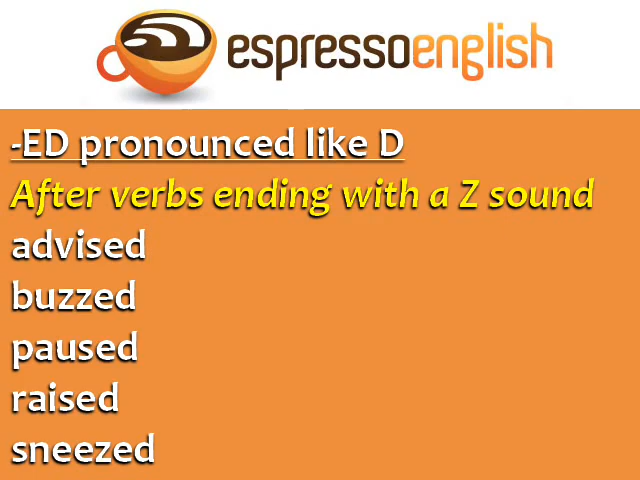 espressoenglish
-ED pronounced like D
After verbs ending with a Z sound
advised
buzzed
paused
raised
sneezed